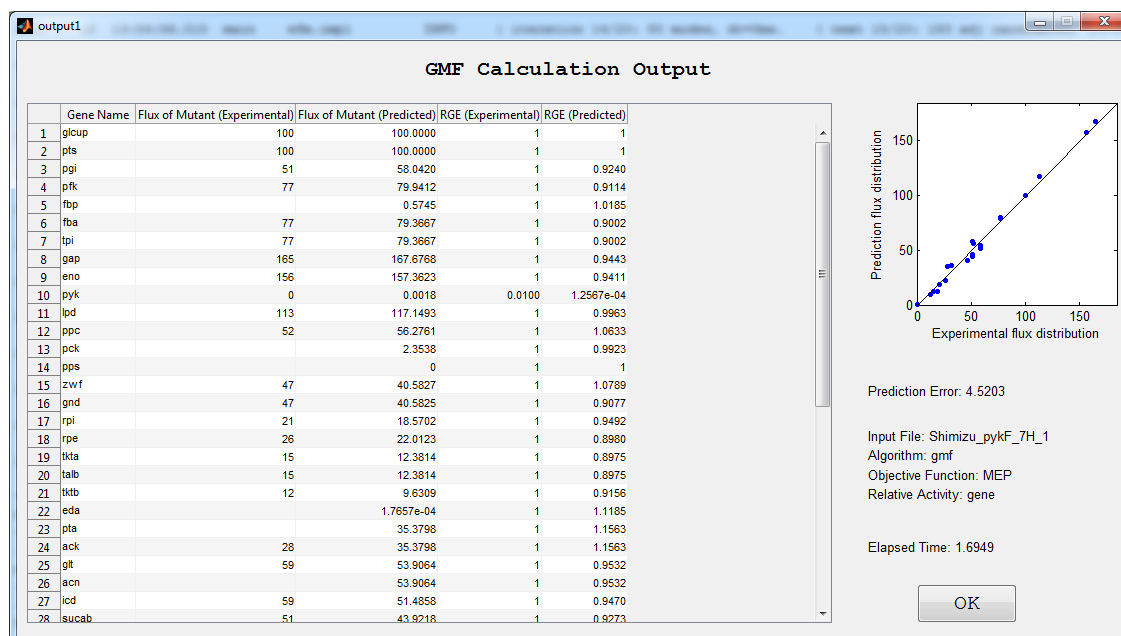 output1
GMF Calculation Output
Gene Name Flux of Mutant (Experimental) Flux of Mutant (Predicted) RGE (Experimental) RGE (Predicted)
1 glcup 100 100.0000 1 1
2 pts 100 100.0000 1 1
3 pgi 51 58.0420 1 0.9240
4 pfk 77 79.9412 1 0.9114
5 fbp 0.5745 1 1.0185
6 fba 77 79.3667 1 0.9002
7 tpi 77 79.3667 1 0.9002
8 gap 165 167.6768 1 0.9443
9 eno 156 157.3623 1 0.9411
10 pyk 0 0.0018 0.0100 1.2567e-04
11 lpd 113 117.1493 1 0.9963
12 ppc 52 56.2761 1 1.0633
13 pck 2.3538 1 0.9923
14 pps 0 1 1
15 zwf 47 40.5827 1 1.0789
16 gnd 47 40.5825 1 0.9077
17 rpi 21 18.5702 1 0.9492
18 rpe 26 22.0123 1 0.8980
19 tkta 15 12.3814 1 0.8975
20 talb 15 12.3814 1 0.8975
21 tktb 12 9.6309 1 0.9156
22 eda 1.7657e-04 1 1.1185
23 pta 35.3798 1 1.1563
24 ack 28 35.3798 1 1.1563
25 glt 59 53.9064 1 0.9532
26 acn 53.9064 1 0.9532
27 icd 59 51.4858 1 0.9470
28 sucab 51 43.9218 1 0.9273
Prediction flux distribution
150
100
50
0
0 50 100 150
Experimental flux distribution
Prediction Error: 4.5203
Input File: Shimizu_pykF_7H_1
Algorithm: gmf
Objective Function: MEP
Relative Activity: gene
Elapsed Time: 1.6949
OK